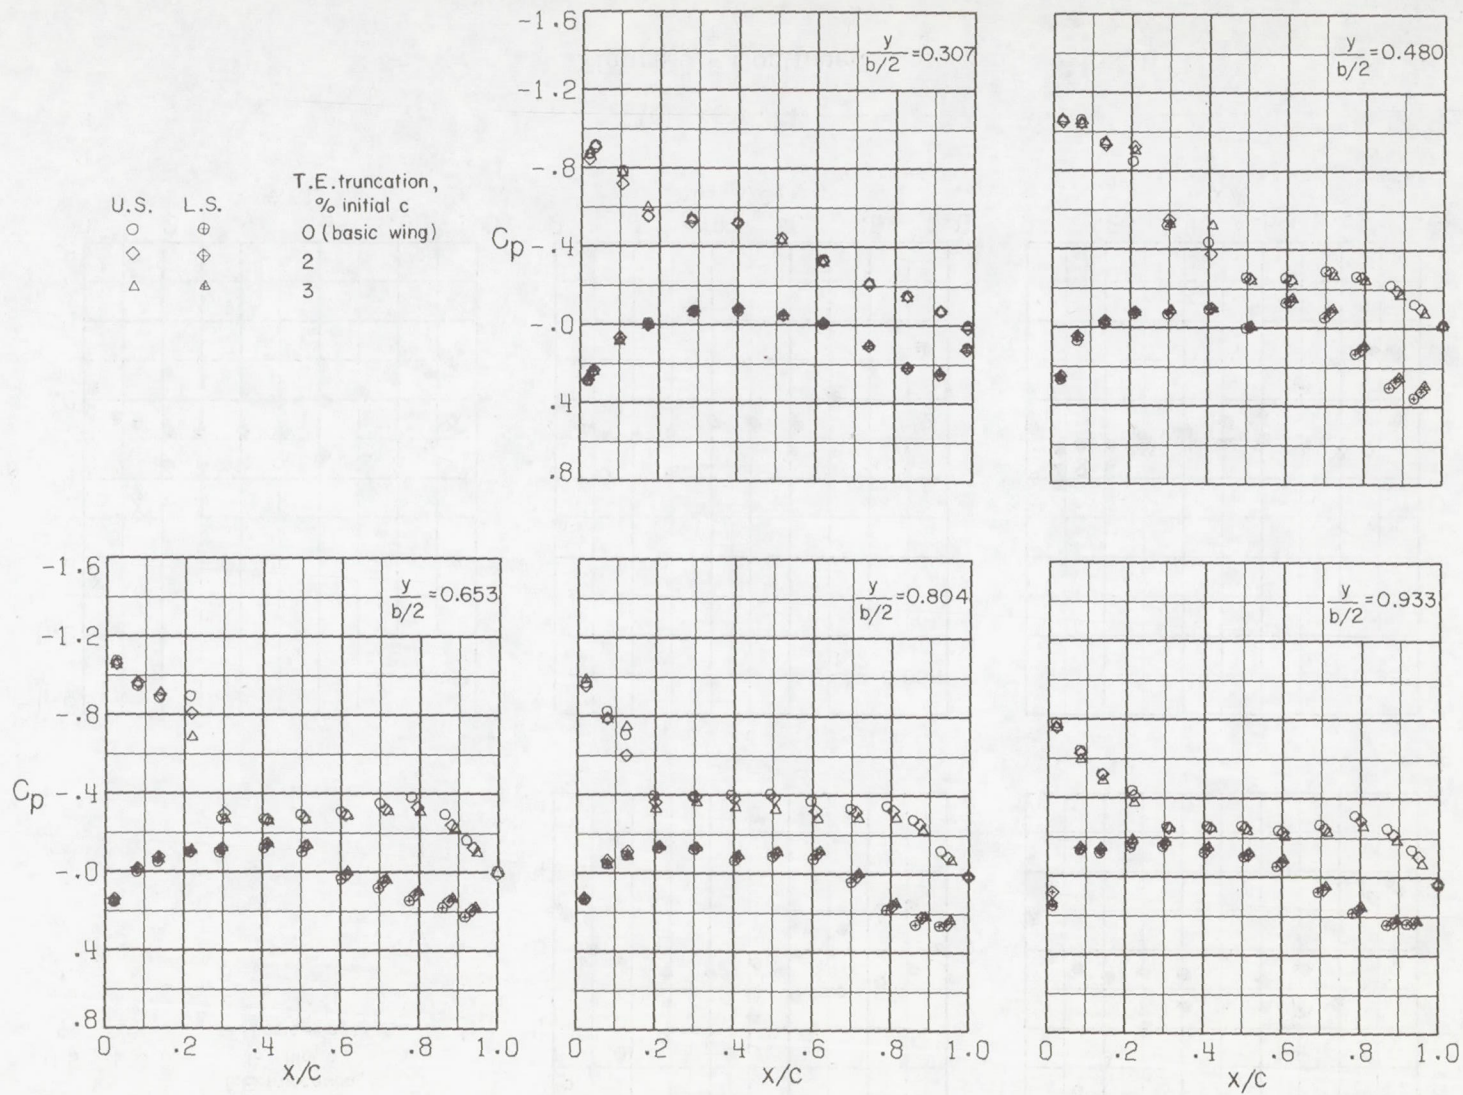 T.E. truncation,
U.S. L.S. % initial c
0 (basic wing)
2
3
-1.6
-1.2
-.8
Cp -.4
-.0
.4
.8
y/b/2 =0.307
y/b/2 =0.480
-1.6
-1.2
-.8
Cp -.4
-.0
.4
.8
y/b/2 =0.653
y/b/2 =0.804
y/b/2 =0.933
0 .2 .4 .6 .8 1.0
0 .2 .4 .6 .8 1.0
0 .2 .4 .6 .8 1.0
X/C
X/C
X/C